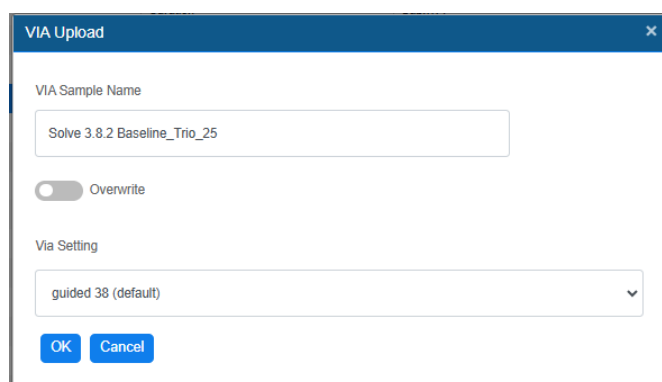 VIA Upload
VIA Sample Name
Solve 3.8.2 Baseline_Trio_25
Overwrite
Via Setting
guided 38 (default)
OK Cancel